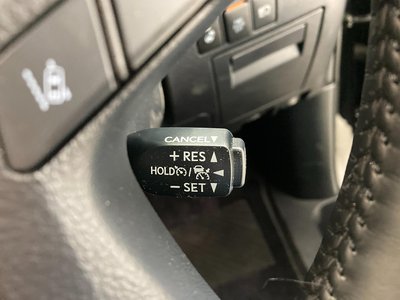 CANCEL▼
+ RES ▲
HOLD / ◀
− SET ▼